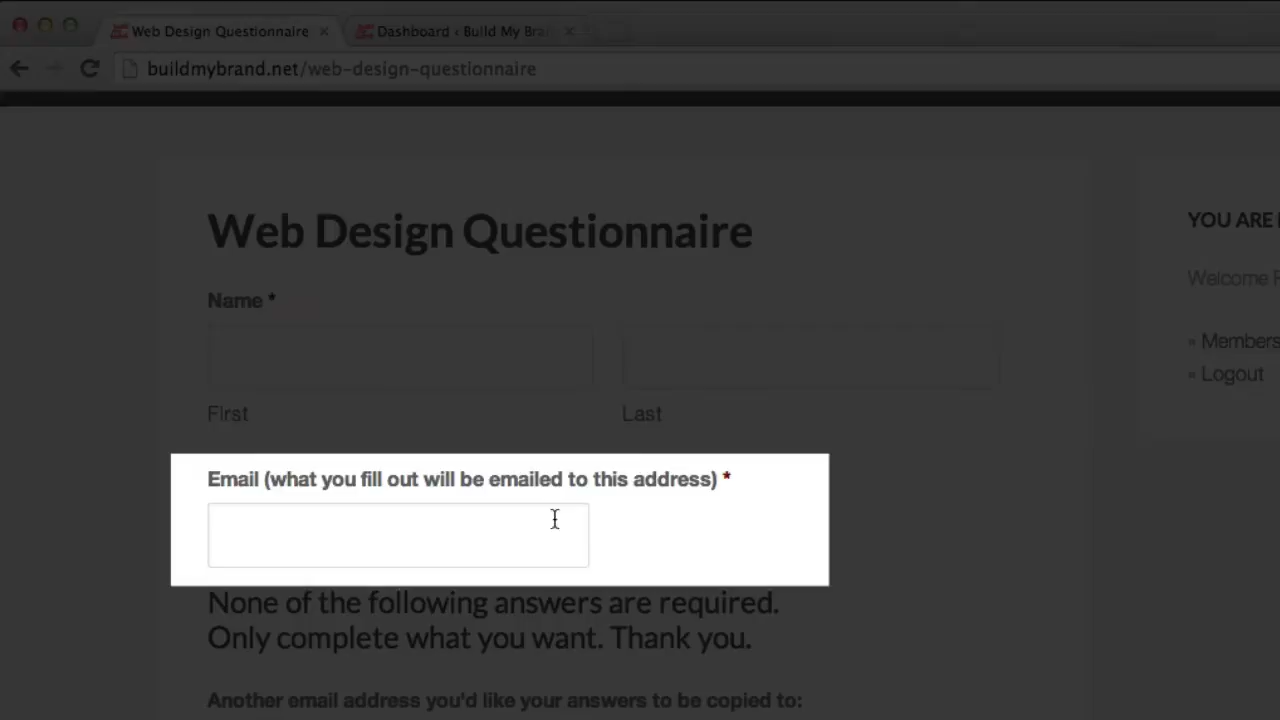 Web Design Questionnaire
Dashboard ‹ Build My Bran
buildmybrand.net/web-design-questionnaire
Web Design Questionnaire
YOU ARE
Name *
Welcome
Members
Logout
First
Last
Email (what you fill out will be emailed to this address) *
None of the following answers are required.
Only complete what you want. Thank you.
Another email address you'd like your answers to be copied to: